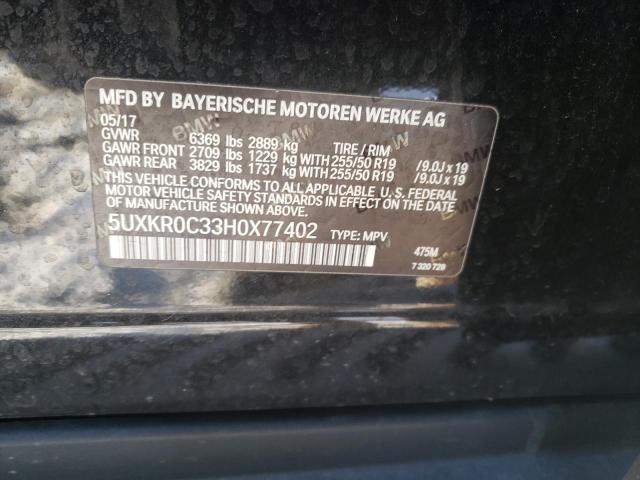 MFD BY BAYERISCHE MOTOREN WERKE AG
05/17
GVWR 6369 lbs 2889 kg TIRE / RIM
GAWR FRONT 2709 lbs 1229 kg WITH 255/50 R19 /9.0J x 19
GAWR REAR 3829 lbs 1737 kg WITH 255/50 R19 /9.0J x 19
THIS VEHICLE CONFORMS TO ALL APPLICABLE U. S. FEDERAL
MOTOR VEHICLE SAFETY STANDARDS IN EFFECT ON THE DATE
OF MANUFACTURE SHOWN ABOVE.
5UXKR0C33H0X77402 TYPE: MPV
475M
7 320 729